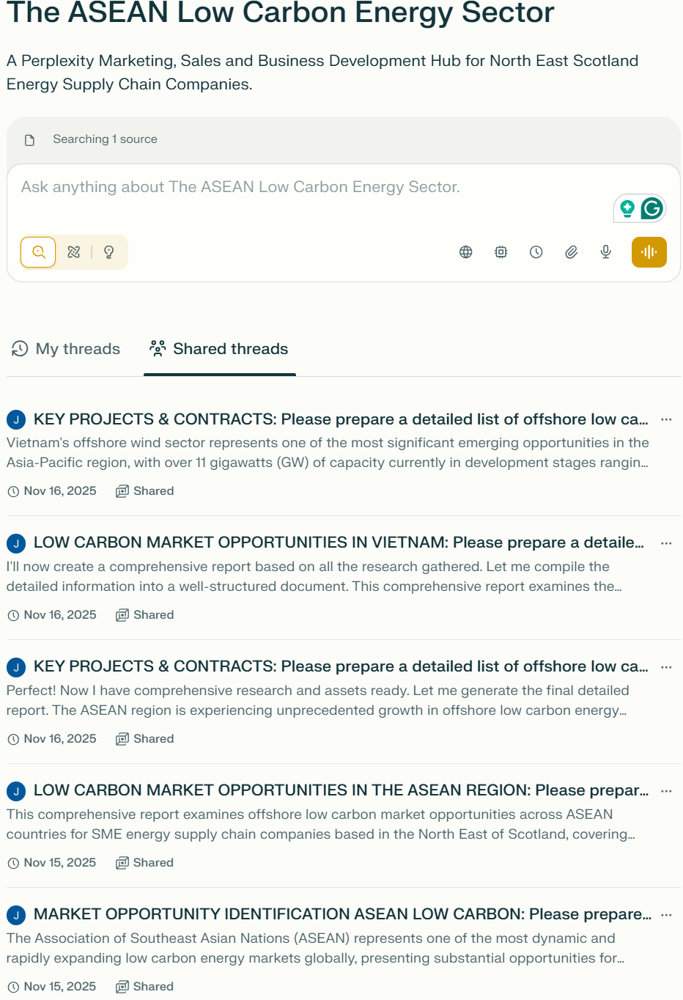 The ASEAN Low Carbon Energy Sector
A Perplexity Marketing, Sales and Business Development Hub for North East Scotland
Energy Supply Chain Companies.
Searching 1 source
Ask anything about The ASEAN Low Carbon Energy Sector.
G
My threads
Shared threads
J KEY PROJECTS & CONTRACTS: Please prepare a detailed list of offshore low ca...
Vietnam's offshore wind sector represents one of the most significant emerging opportunities in the
Asia-Pacific region, with over 11 gigawatts (GW) of capacity currently in development stages rangin...
Nov 16, 2025 Shared
J LOW CARBON MARKET OPPORTUNITIES IN VIETNAM: Please prepare a detaile...
I'll now create a comprehensive report based on all the research gathered. Let me compile the
detailed information into a well-structured document. This comprehensive report examines the...
Nov 16, 2025 Shared
J KEY PROJECTS & CONTRACTS: Please prepare a detailed list of offshore low ca...
Perfect! Now I have comprehensive research and assets ready. Let me generate the final detailed
report. The ASEAN region is experiencing unprecedented growth in offshore low carbon energy...
Nov 16, 2025 Shared
J LOW CARBON MARKET OPPORTUNITIES IN THE ASEAN REGION: Please prepar...
This comprehensive report examines offshore low carbon market opportunities across ASEAN
countries for SME energy supply chain companies based in the North East of Scotland, covering...
Nov 15, 2025 Shared
J MARKET OPPORTUNITY IDENTIFICATION ASEAN LOW CARBON: Please prepare...
The Association of Southeast Asian Nations (ASEAN) represents one of the most dynamic and
rapidly expanding low carbon energy markets globally, presenting substantial opportunities for...
Nov 15, 2025 Shared